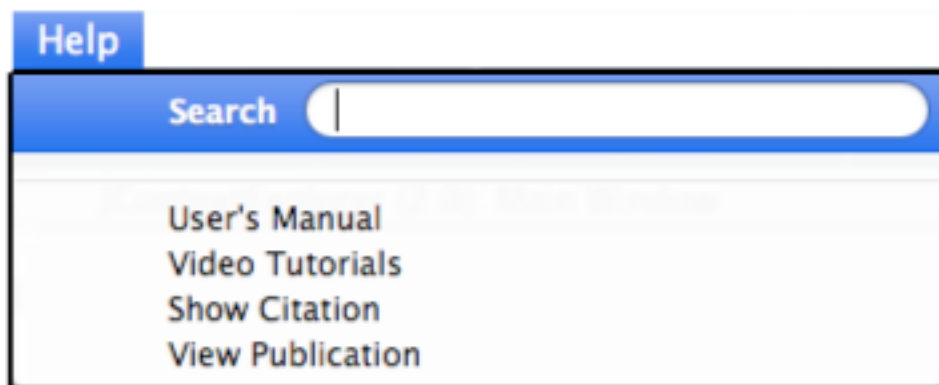 Help
Search
User's Manual
Video Tutorials
Show Citation
View Publication